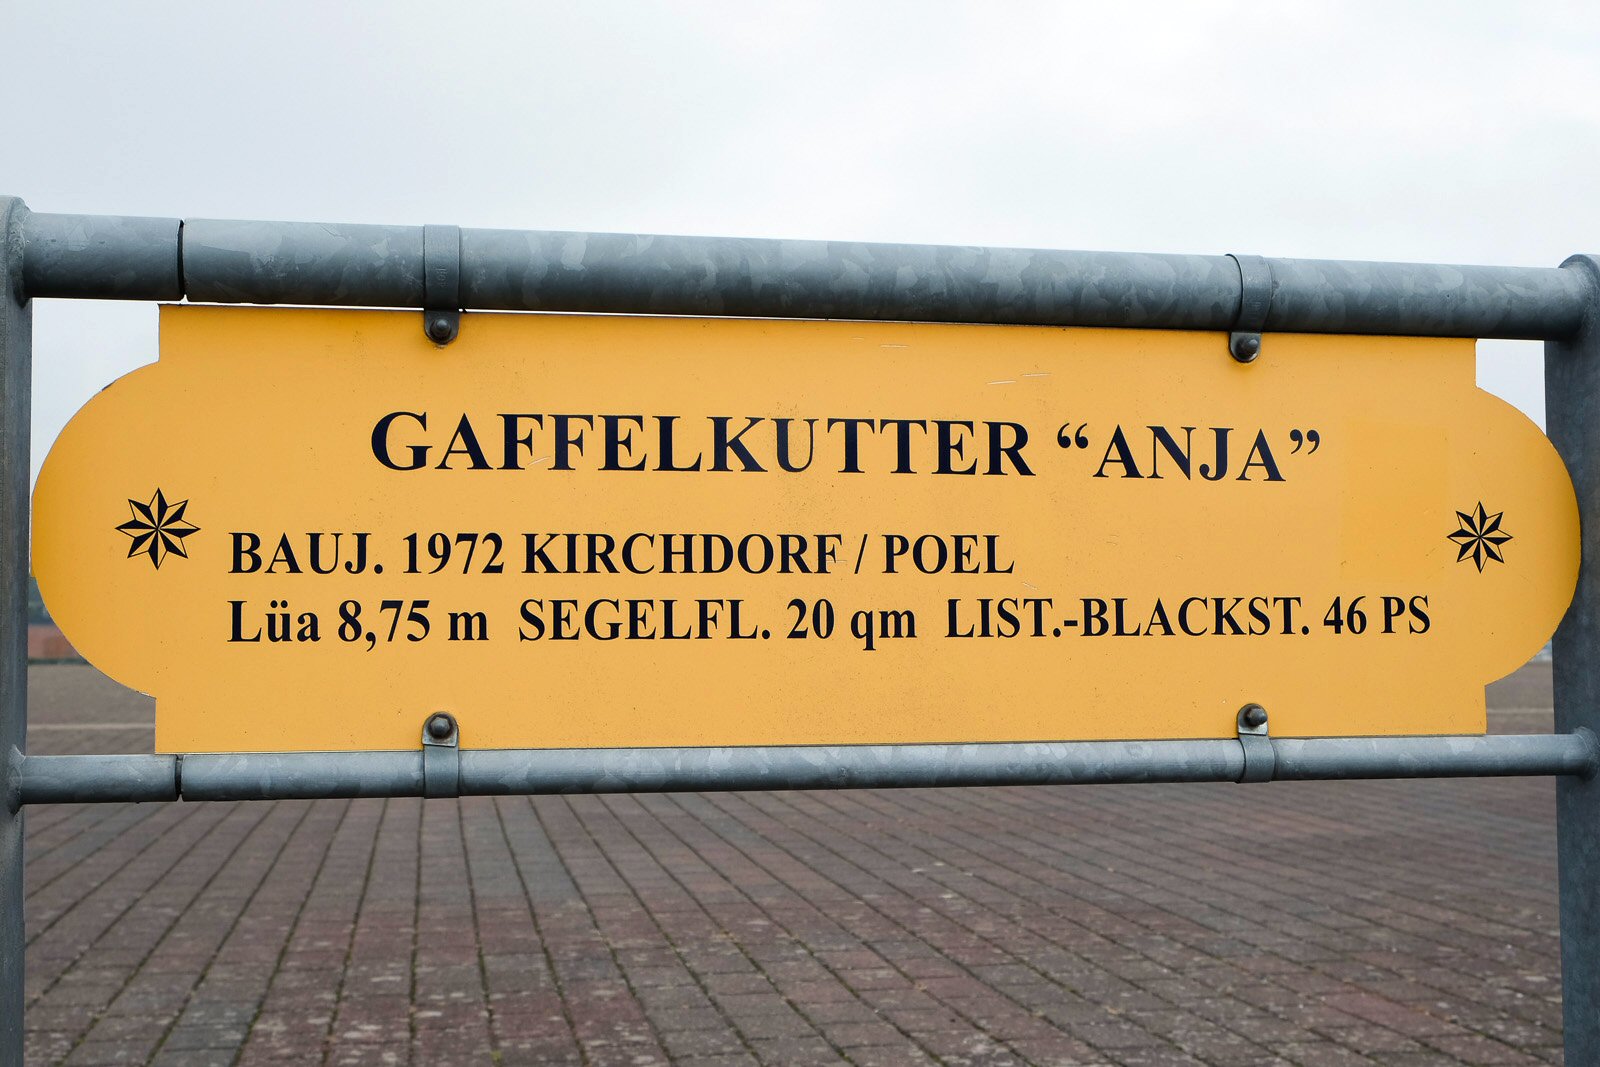 GAFFELKUTTER “ANJA”
BAUJ. 1972 KIRCHDORF / POEL
Lüa 8,75 m SEGELFL. 20 qm LIST.-BLACKST. 46 PS